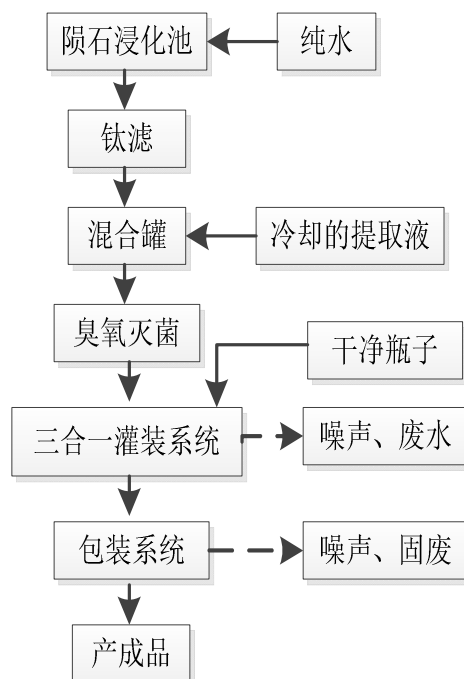 陨石浸化池
纯水
钛滤
混合罐
冷却的提取液
臭氧灭菌
干净瓶子
三合一灌装系统
噪声、废水
包装系统
噪声、固废
产成品